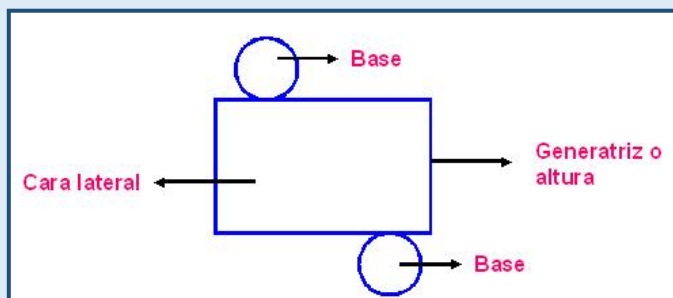 Base
Generatriz o
altura
Cara lateral
Base